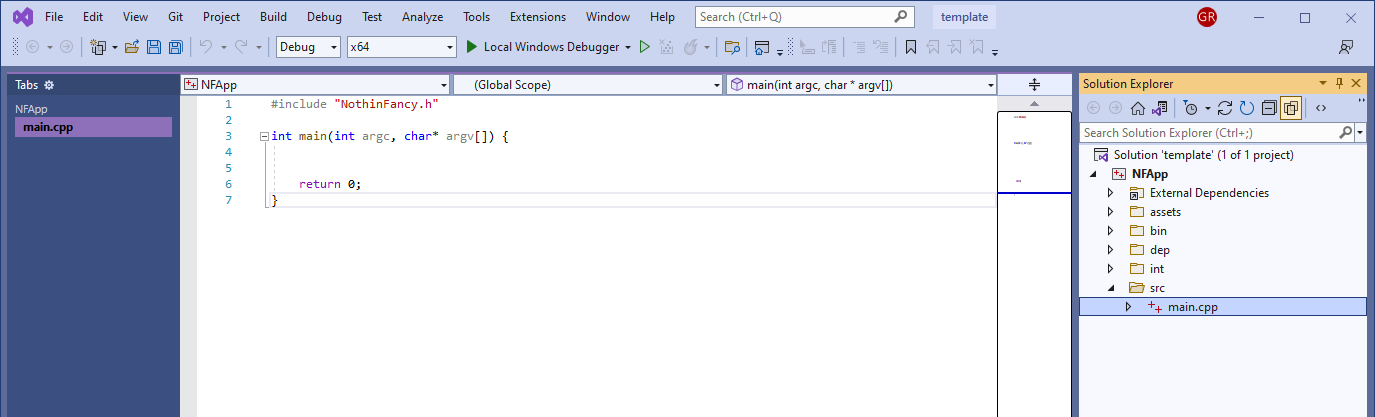 File Edit View Git Project Build Debug Test Analyze Tools Extensions Window Help Search (Ctrl+Q) template GR
Debug x64 Local Windows Debugger
Tabs
NFApp
main.cpp
NFApp (Global Scope) main(int argc, char * argv[])
1 #include "NothinFancy.h"
2
3 int main(int argc, char* argv[]) {
4
5
6 return 0;
7 }
Solution Explorer
Search Solution Explorer (Ctrl+;)
Solution 'template' (1 of 1 project)
NFApp
External Dependencies
assets
bin
dep
int
src
main.cpp